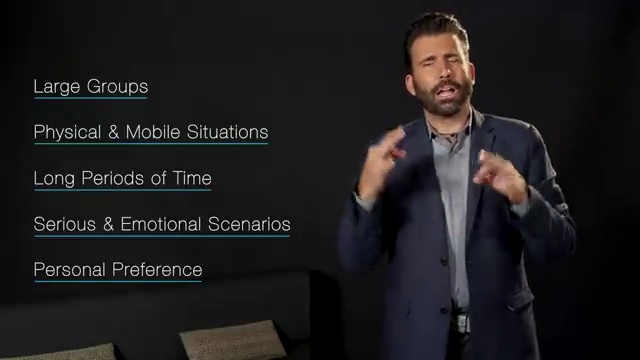 Large Groups
Physical & Mobile Situations
Long Periods of Time
Serious & Emotional Scenarios
Personal Preference